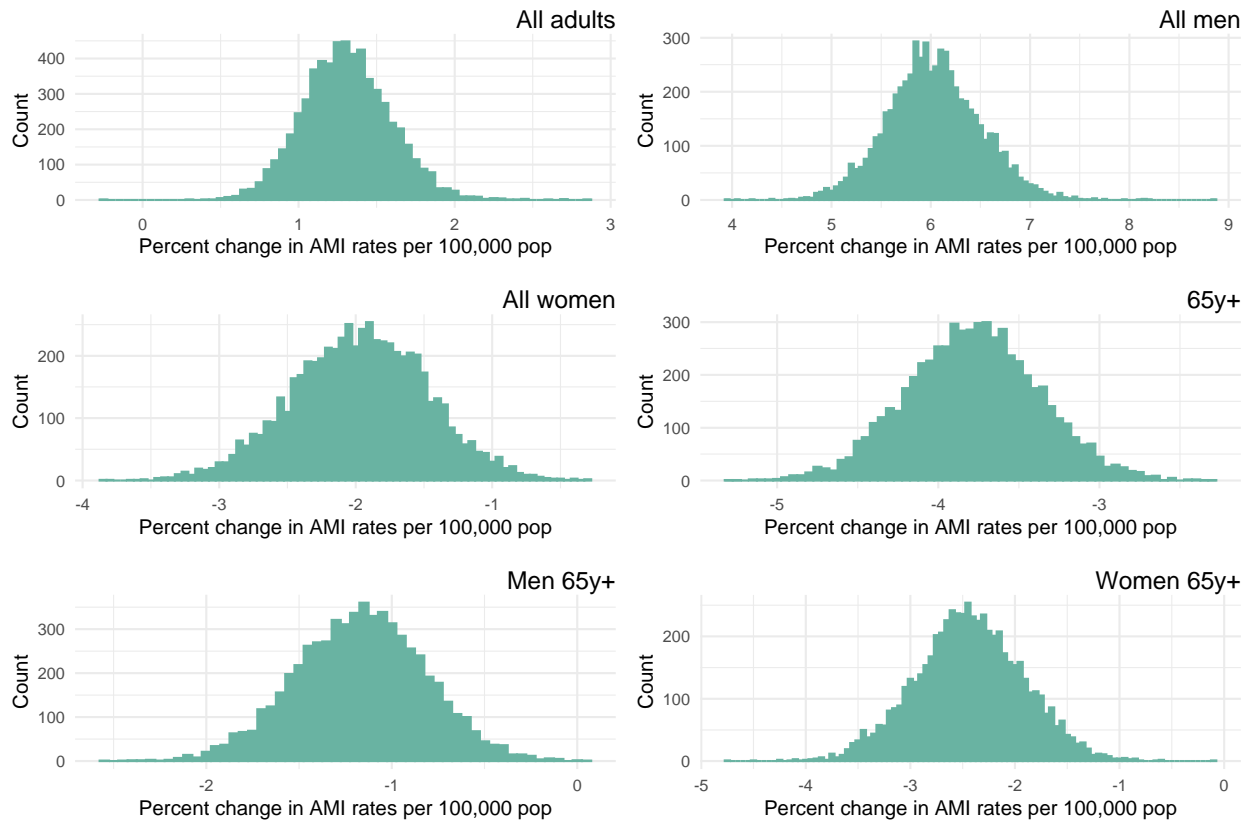 All adults
400
300
200
100
0
Count
0 1 2 3
Percent change in AMI rates per 100,000 pop
All men
300
200
100
0
Count
4 5 6 7 8 9
Percent change in AMI rates per 100,000 pop
All women
200
100
0
Count
-4 -3 -2 -1
Percent change in AMI rates per 100,000 pop
65y+
300
200
100
0
Count
-5 -4 -3
Percent change in AMI rates per 100,000 pop
Men 65y+
300
200
100
0
Count
-2 -1 0
Percent change in AMI rates per 100,000 pop
Women 65y+
200
100
0
Count
-5 -4 -3 -2 -1 0
Percent change in AMI rates per 100,000 pop